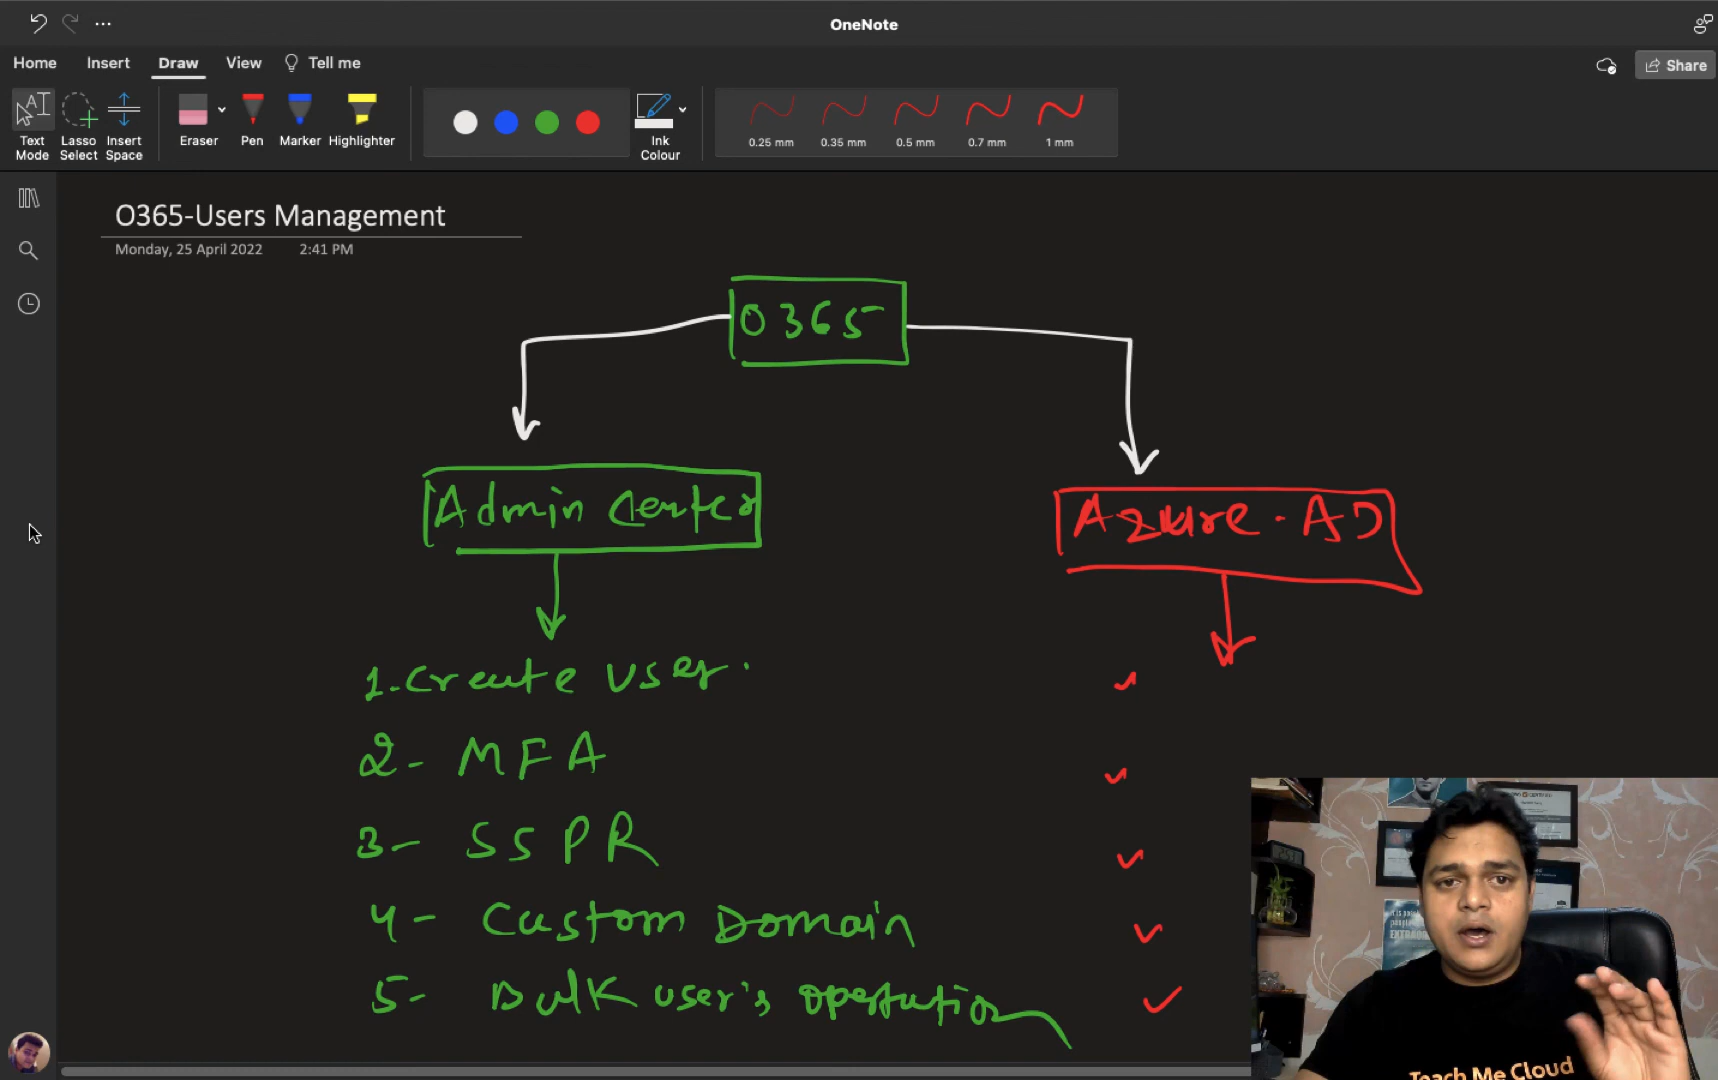 OneNote
Home Insert Draw View Tell me
Share
Text Mode
Lasso Select
Insert Space
Eraser
Pen
Marker
Highlighter
Ink Colour
0.25 mm
0.35 mm
0.5 mm
0.7 mm
1 mm
O365-Users Management
Monday, 25 April 2022 2:41 PM
O365
Admin Center
Azure-AD
1. Create User.
2- MFA
3- SSPR
4- Custom Domain
5- Bulk user's operation
EXTRAOR
Teach Me Cloud